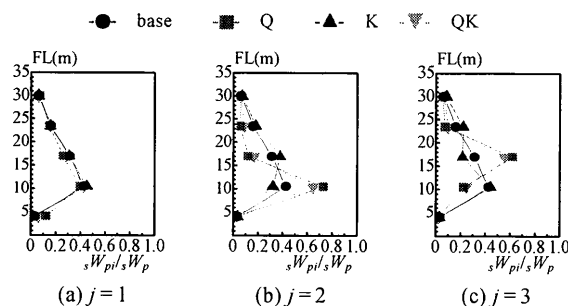 base Q K QK
FL(m) FL(m) FL(m)
35 35 35
30 30 30
25 25 25
20 20 20
15 15 15
10 10 10
5 5 5
0 0.2 0.4 0.6 0.8 1.0 0 0.2 0.4 0.6 0.8 1.0 0 0.2 0.4 0.6 0.8 1.0
sWpi/sWp sWpi/sWp sWpi/sWp
(a) j = 1 (b) j = 2 (c) j = 3